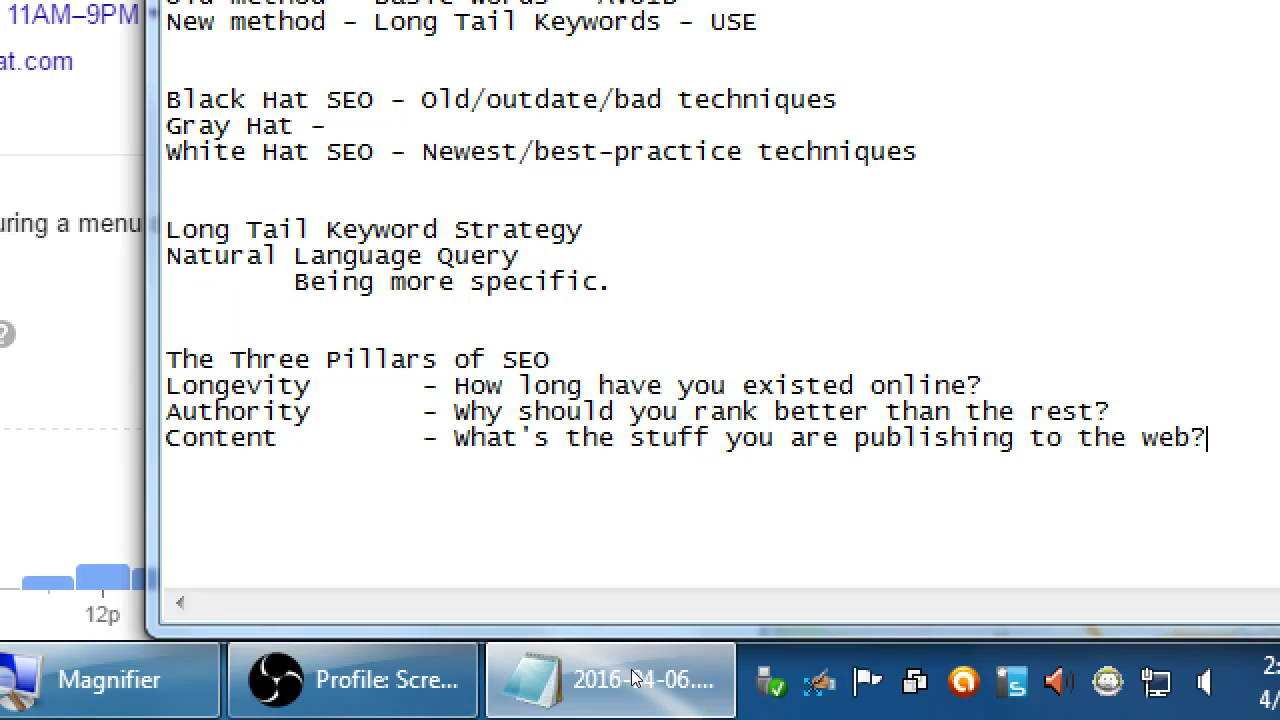 11AM–9PM
at.com
uring a menu
?
12p
New method - Long Tail Keywords - USE
Black Hat SEO - Old/outdate/bad techniques
Gray Hat -
White Hat SEO - Newest/best-practice techniques
Long Tail Keyword Strategy
Natural Language Query
Being more specific.
The Three Pillars of SEO
Longevity - How long have you existed online?
Authority - Why should you rank better than the rest?
Content - What's the stuff you are publishing to the web?
Magnifier
Profile: Scre...
2016-04-06....
2:
4/